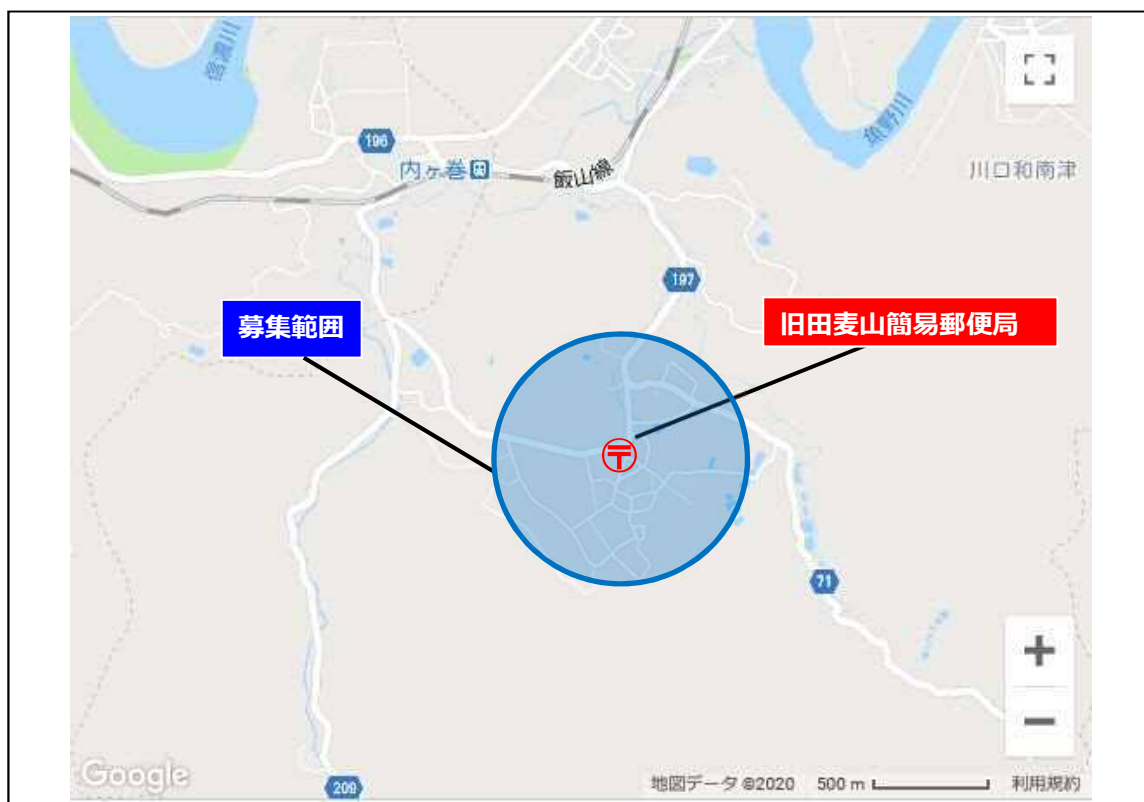 信濃川
魚野川
196
内ヶ巻
飯山線
川口和南津
197
募集範囲
旧田麦山簡易郵便局
〒
71
+
−
Google
209
地図データ ©2020 500 m 利用規約